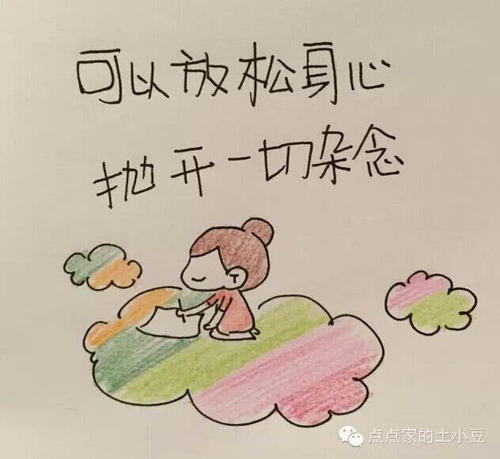 可以放松身心
抛开一切杂念
点点家的土小豆